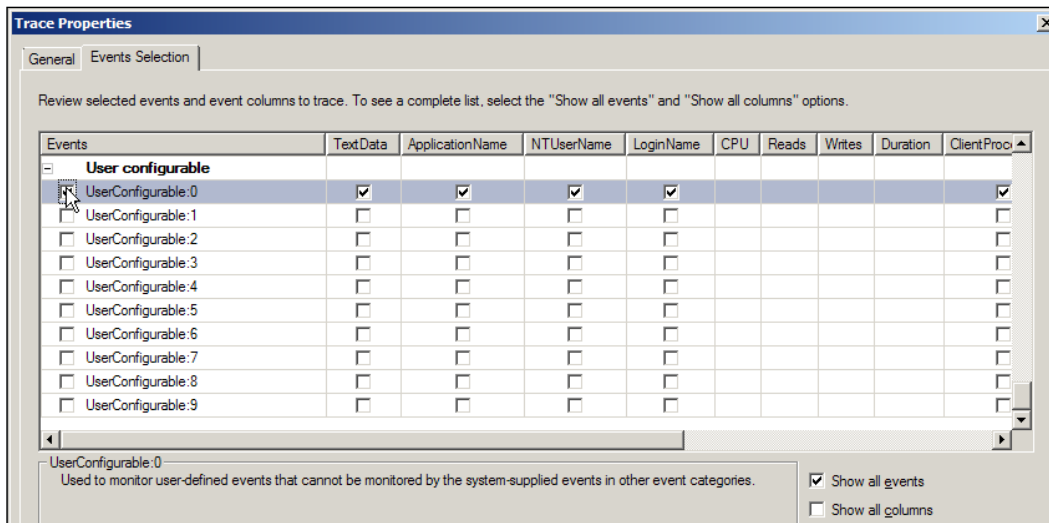 Trace Properties
General Events Selection
Review selected events and event columns to trace. To see a complete list, select the "Show all events" and "Show all columns" options.
Events TextData ApplicationName NTUserName LoginName CPU Reads Writes Duration ClientProc
User configurable
UserConfigurable:0
UserConfigurable:1
UserConfigurable:2
UserConfigurable:3
UserConfigurable:4
UserConfigurable:5
UserConfigurable:6
UserConfigurable:7
UserConfigurable:8
UserConfigurable:9
UserConfigurable:0
Used to monitor user-defined events that cannot be monitored by the system-supplied events in other event categories.
Show all events
Show all columns